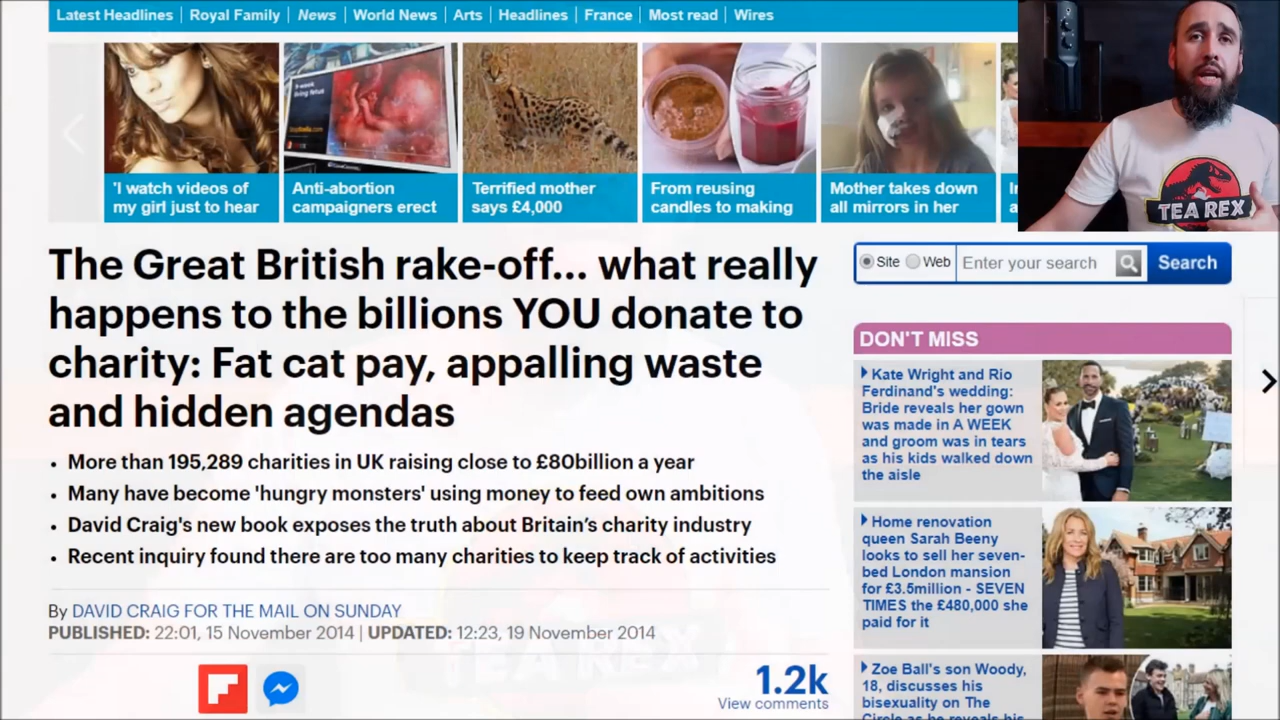 Latest Headlines | Royal Family | News | World News | Arts | Headlines | France | Most read | Wires
'I watch videos of
my girl just to hear
Anti-abortion
campaigners erect
Terrified mother
says £4,000
From reusing
candles to making
Mother takes down
all mirrors in her
TEA REX
The Great British rake-off... what really
happens to the billions YOU donate to
charity: Fat cat pay, appalling waste
and hidden agendas
• More than 195,289 charities in UK raising close to £80billion a year
• Many have become 'hungry monsters' using money to feed own ambitions
• David Craig's new book exposes the truth about Britain's charity industry
• Recent inquiry found there are too many charities to keep track of activities
By DAVID CRAIG FOR THE MAIL ON SUNDAY
PUBLISHED: 22:01, 15 November 2014 | UPDATED: 12:23, 19 November 2014
1.2k
View comments
Site Web Enter your search Search
DON'T MISS
Kate Wright and Rio
Ferdinand's wedding:
Bride reveals her gown
was made in A WEEK
and groom was in tears
as his kids walked down
the aisle
Home renovation
queen Sarah Beeny
looks to sell her seven-
bed London mansion
for £3.5million - SEVEN
TIMES the £480,000 she
paid for it
Zoe Ball's son Woody,
18, discusses his
bisexuality on The
Circle as he reveals his
TEA REX